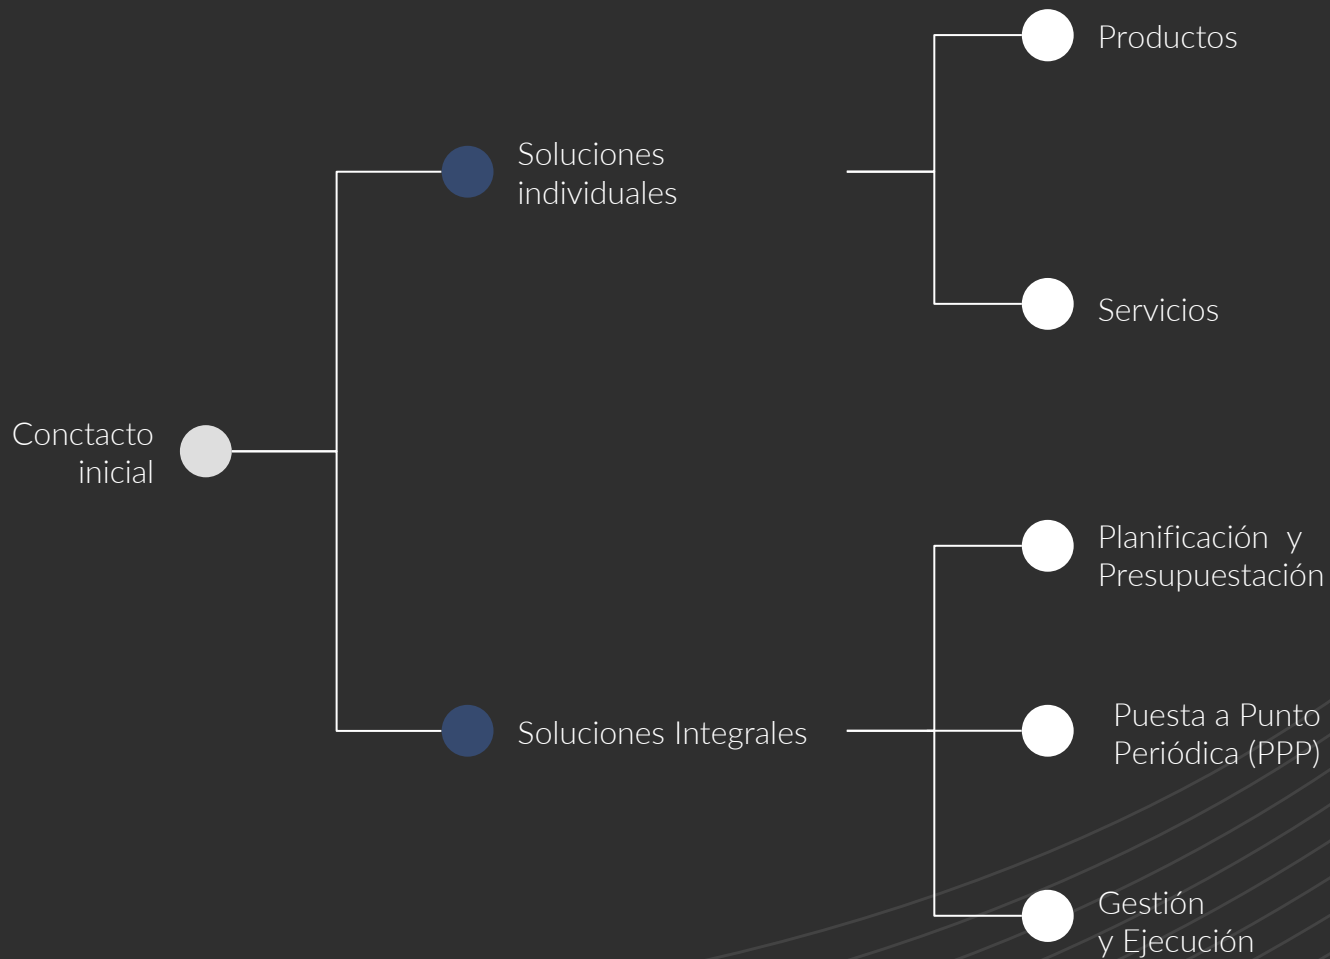 Conctacto
inicial
Soluciones
individuales
Productos
Servicios
Soluciones Integrales
Planificación y
Presupuestación
Puesta a Punto
Periódica (PPP)
Gestión
y Ejecución